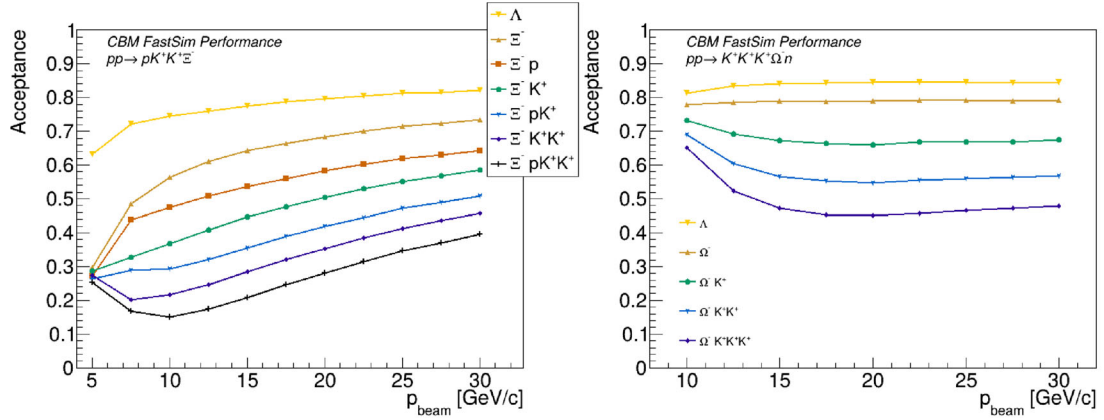 CBM FastSim Performance
pp→ pK⁺K⁺Ξ⁻
Acceptance
1
0.9
0.8
0.7
0.6
0.5
0.4
0.3
0.2
0.1
0
5 10 15 20 25 30
p_beam [GeV/c]
Λ
Ξ⁻
Ξ⁻ p
Ξ⁻ K⁺
Ξ⁻ pK⁺
Ξ⁻ K⁺K⁺
Ξ⁻ pK⁺K⁺
CBM FastSim Performance
pp→ K⁺K⁺K⁺Ω⁻n
Acceptance
1
0.9
0.8
0.7
0.6
0.5
0.4
0.3
0.2
0.1
0
Λ
Ω⁻
Ω⁻ K⁺
Ω⁻ K⁺K⁺
Ω⁻ K⁺K⁺K⁺
10 15 20 25 30
p_beam [GeV/c]